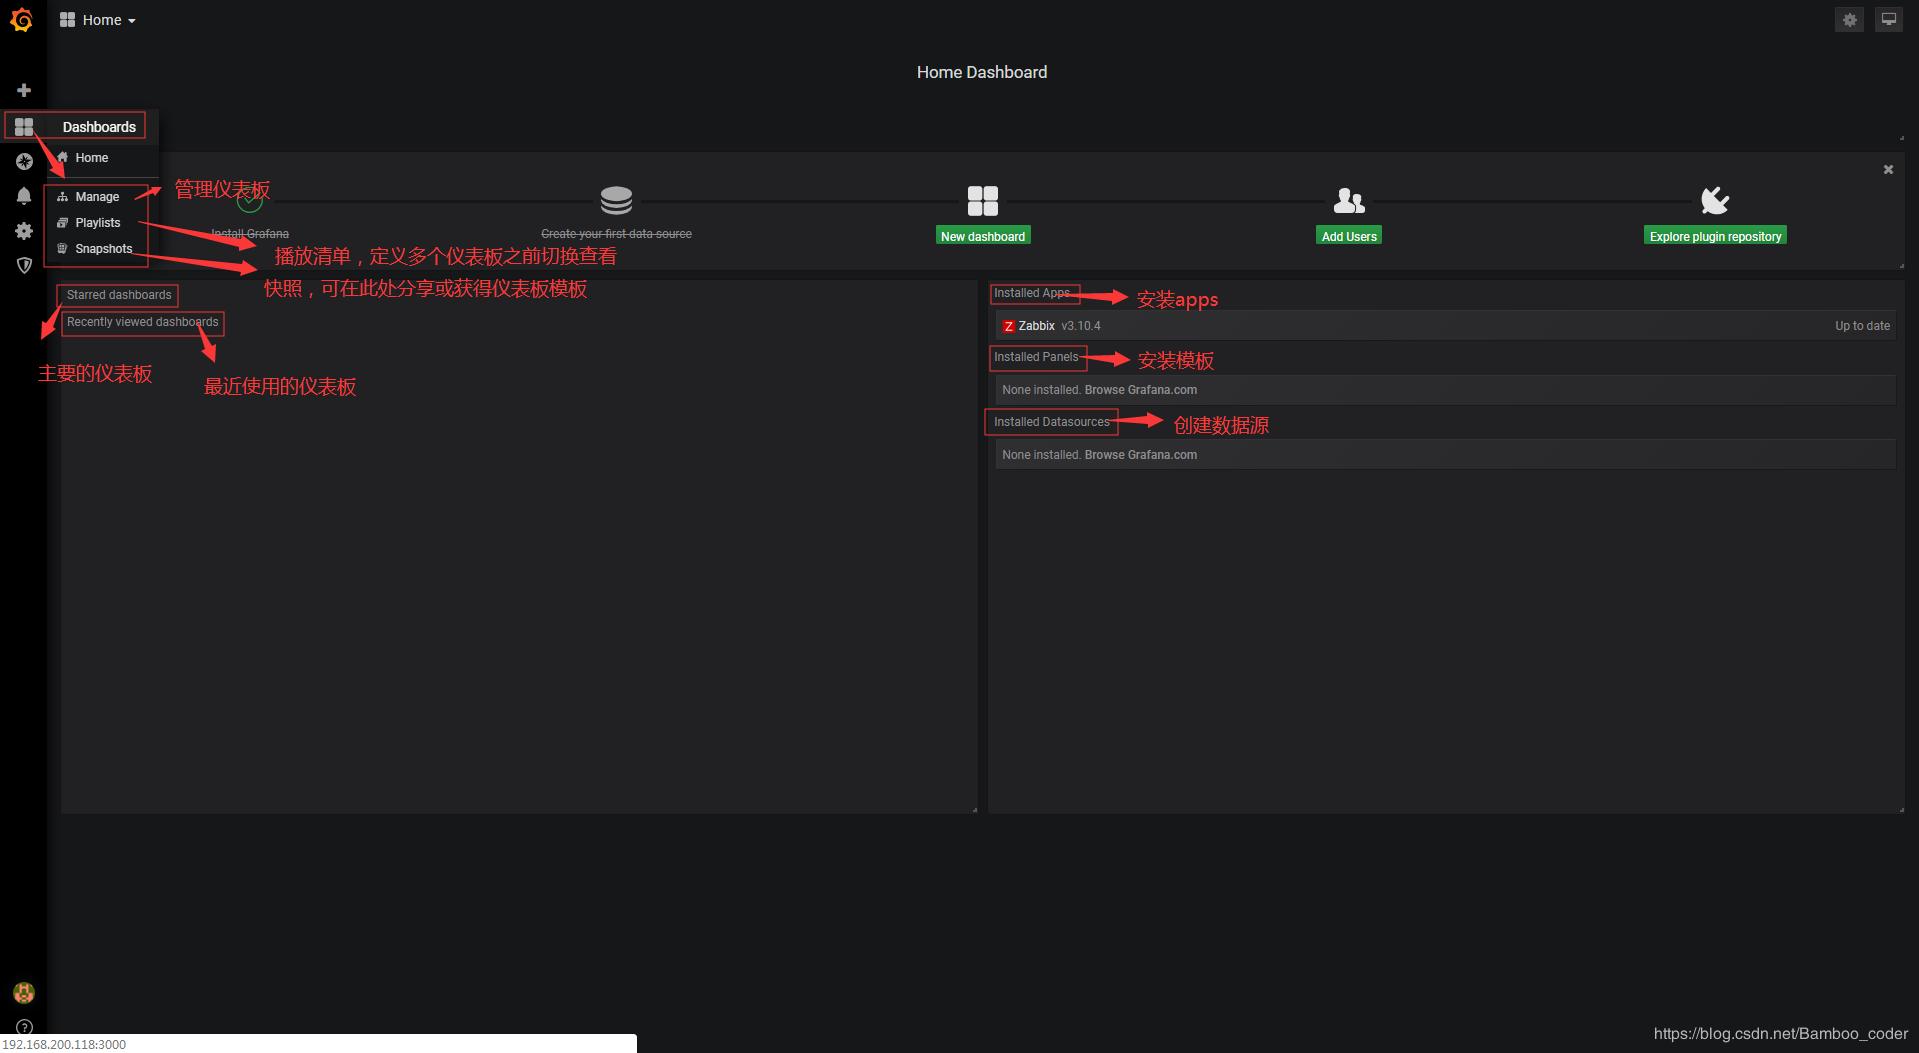 Home
Home Dashboard
Dashboards
Home
Manage
管理仪表板
Playlists
Snapshots
Install Grafana
Create your first data source
New dashboard
Add Users
Explore plugin repository
播放清单，定义多个仪表板之前切换查看
快照，可在此处分享或获得仪表板模板
Starred dashboards
Recently viewed dashboards
主要的仪表板
最近使用的仪表板
Installed Apps
安装apps
Z Zabbix v3.10.4
Up to date
Installed Panels
安装模板
None installed. Browse Grafana.com
Installed Datasources
创建数据源
None installed. Browse Grafana.com
192.168.200.118:3000
https://blog.csdn.net/Bamboo_coder